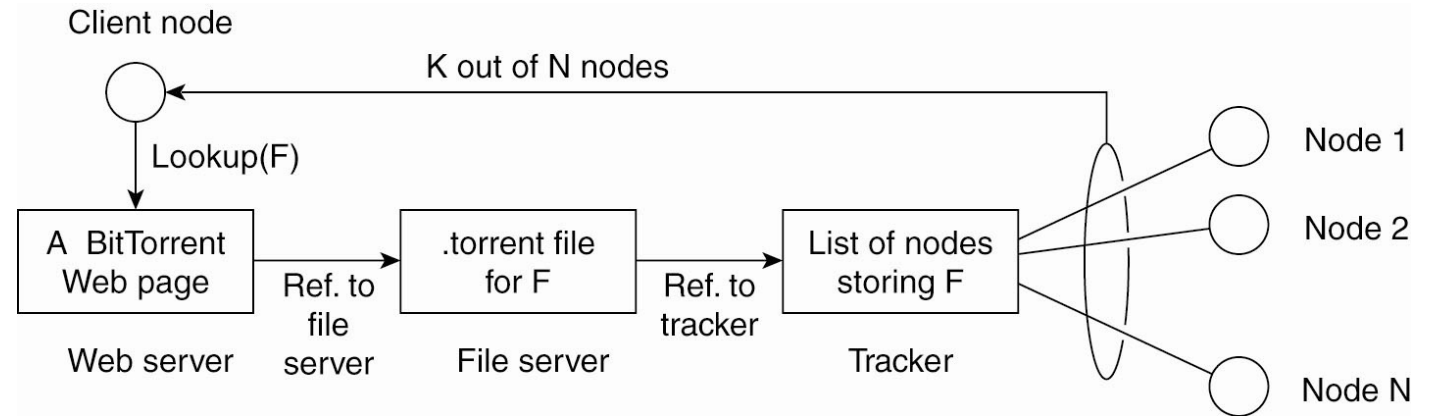 Client node
K out of N nodes
Lookup(F)
Node 1
Node 2
Node N
A BitTorrent
Web page
Ref. to
file
server
.torrent file
for F
Ref. to
tracker
List of nodes
storing F
Web server
File server
Tracker